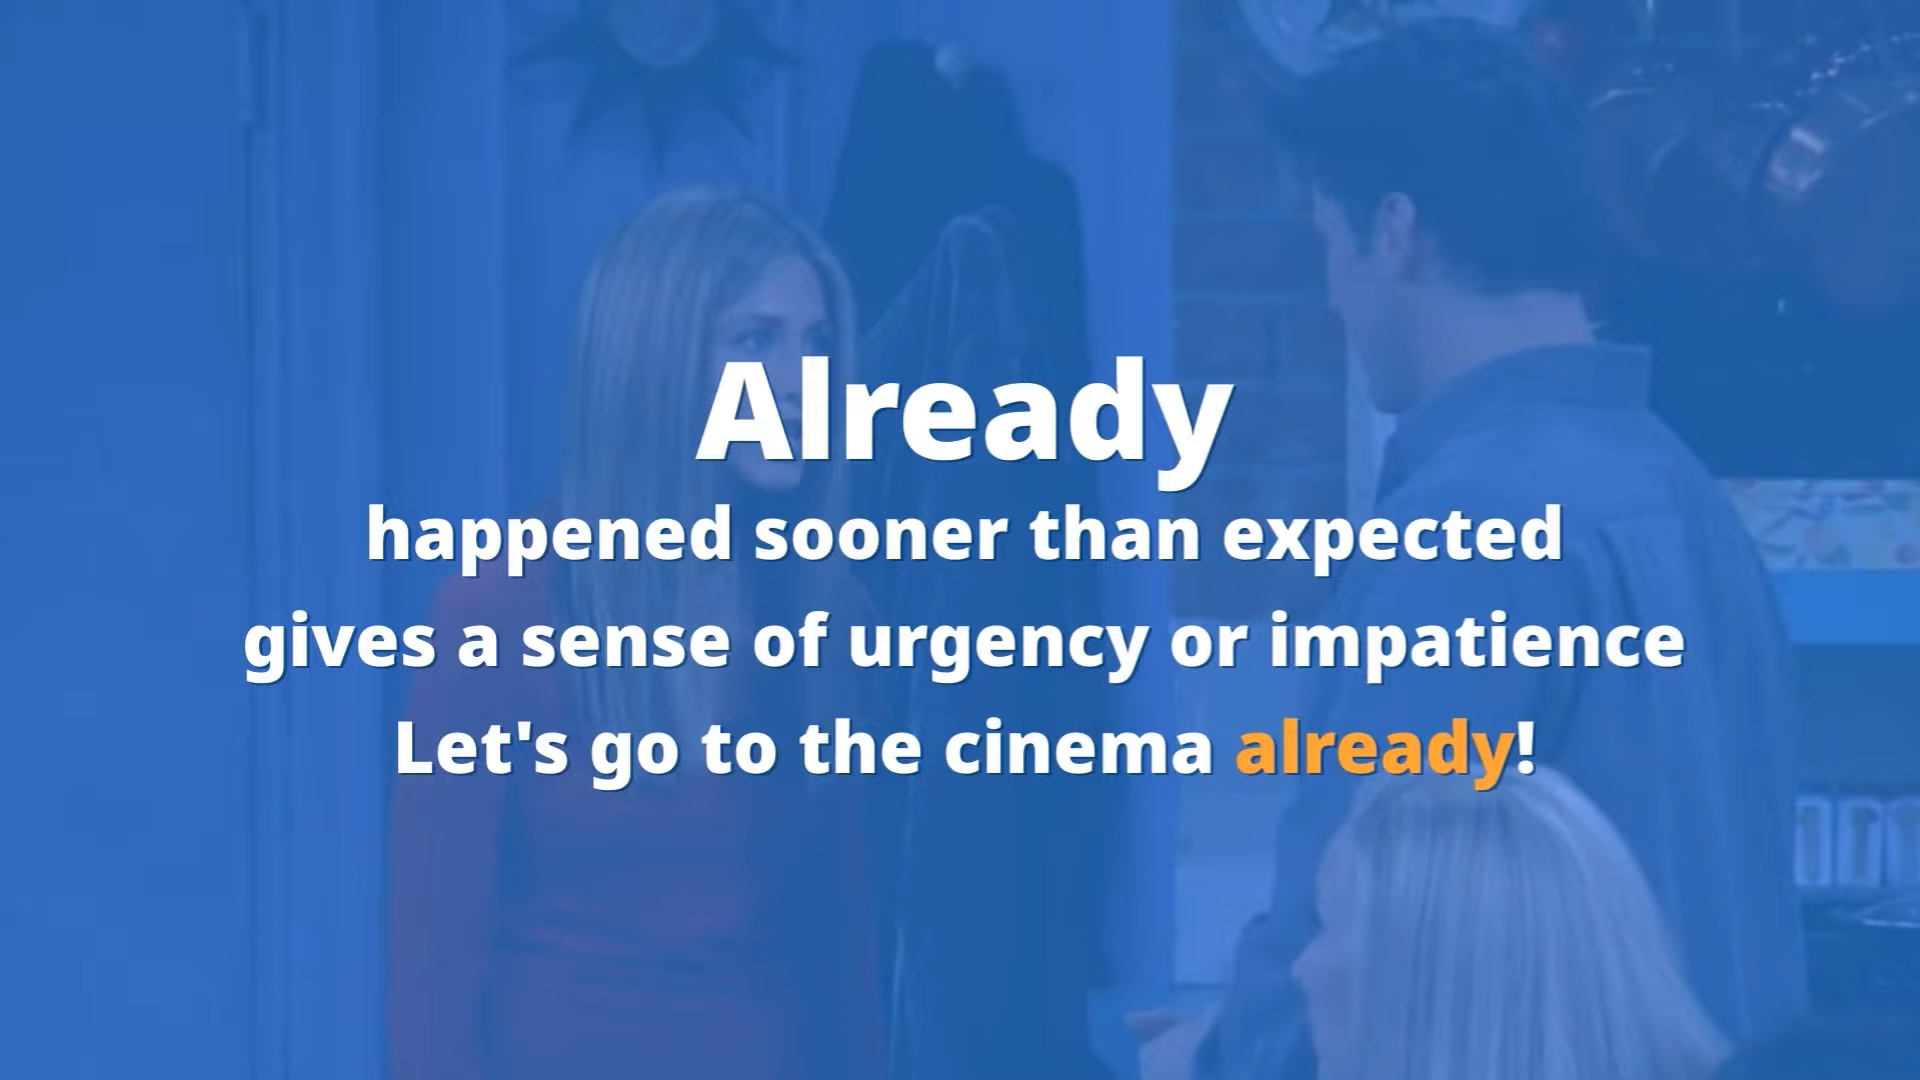 Already
happened sooner than expected
gives a sense of urgency or impatience
Let's go to the cinema already!